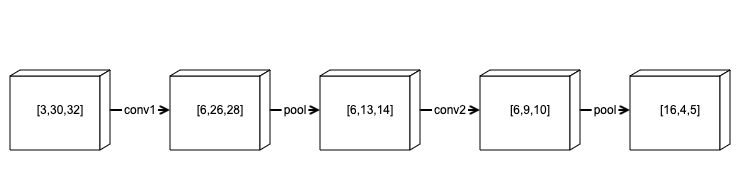 [3,30,32] conv1 [6,26,28] pool [6,13,14] conv2 [6,9,10] pool [16,4,5]